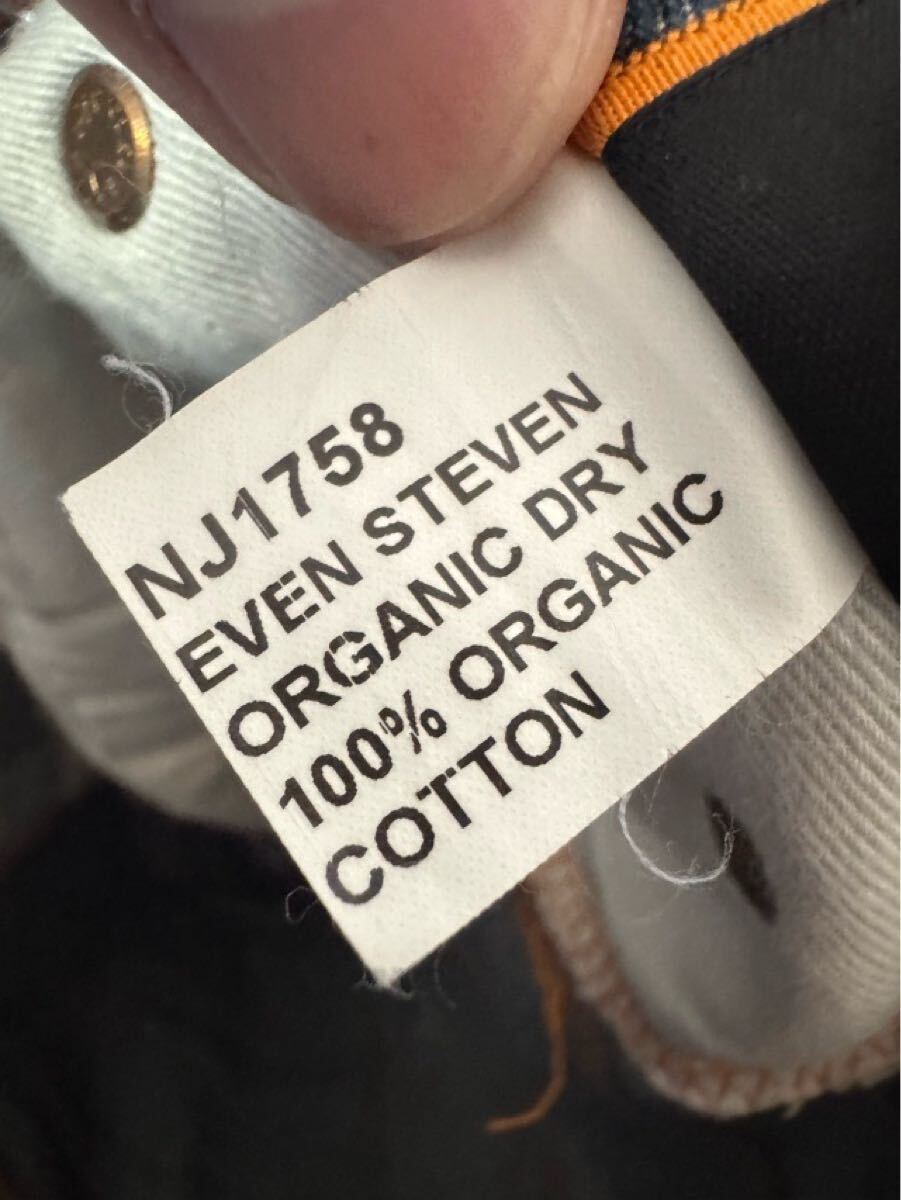 NJ1758
EVEN STEVEN
ORGANIC DRY
100% ORGANIC
COTTON